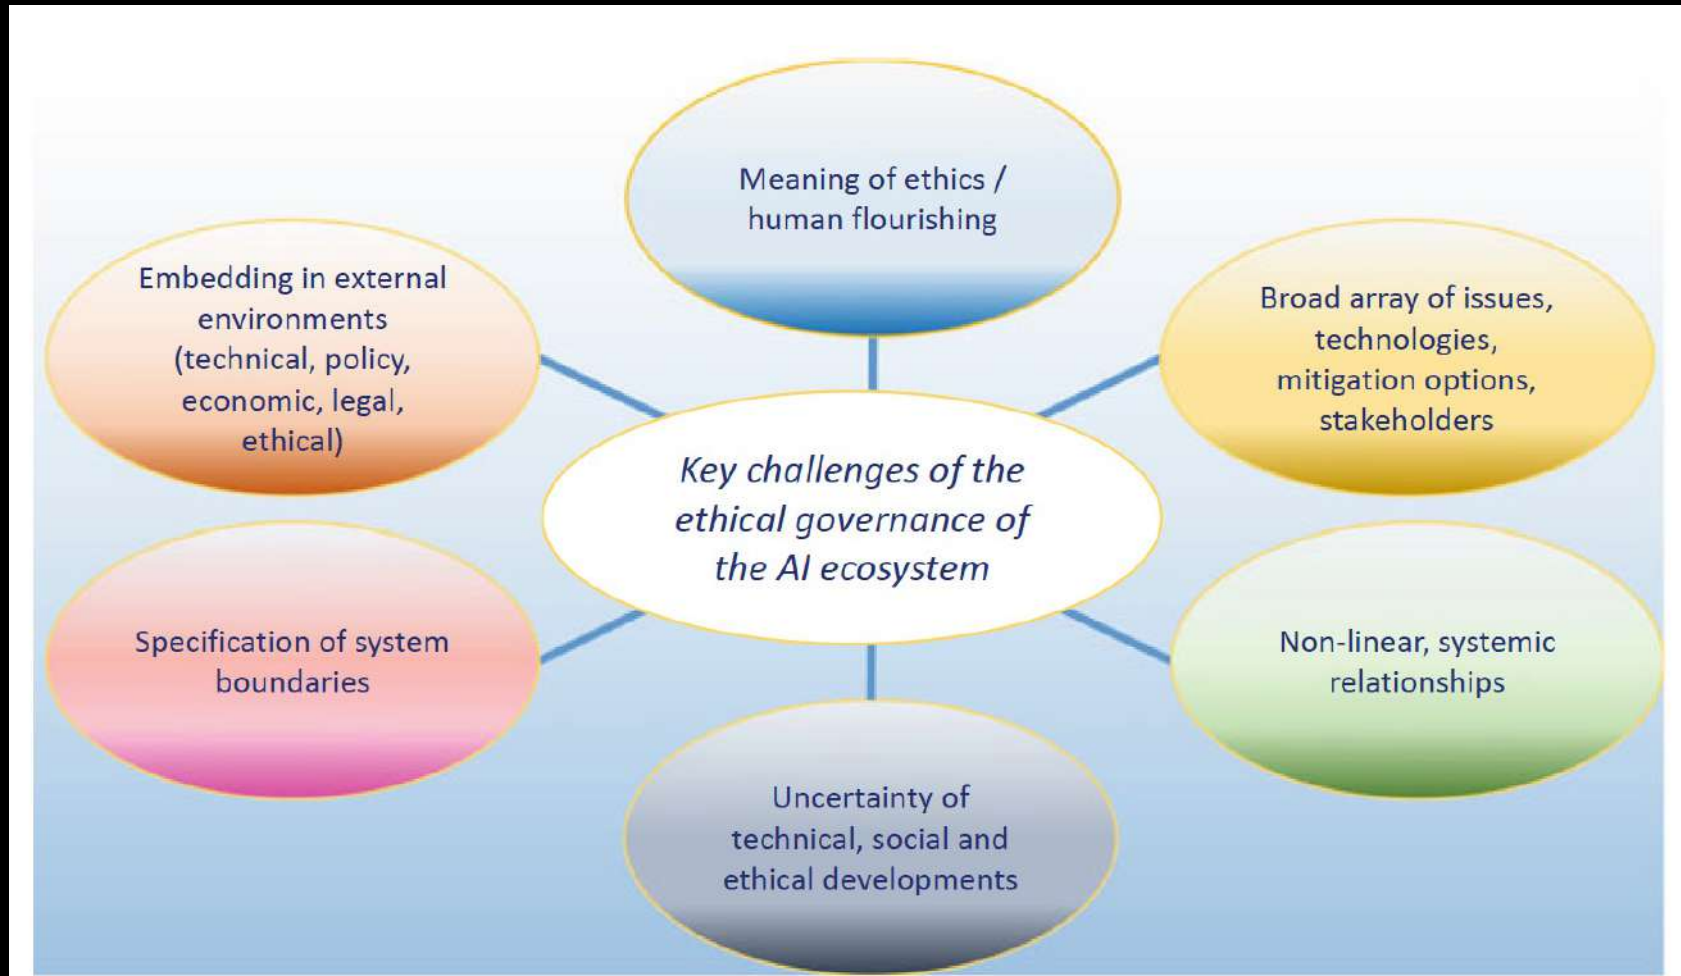 Meaning of ethics /
human flourishing
Embedding in external
environments
(technical, policy,
economic, legal,
ethical)
Broad array of issues,
technologies,
mitigation options,
stakeholders
Key challenges of the
ethical governance of
the AI ecosystem
Specification of system
boundaries
Non-linear, systemic
relationships
Uncertainty of
technical, social and
ethical developments